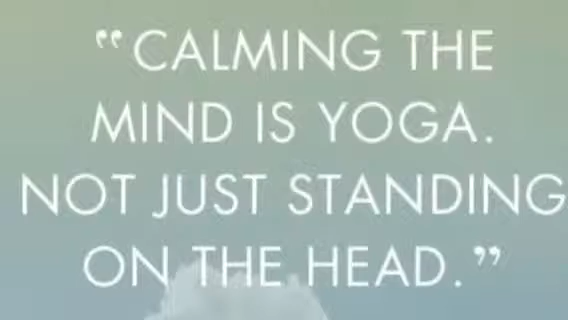 "CALMING THE
MIND IS YOGA.
NOT JUST STANDING
ON THE HEAD."